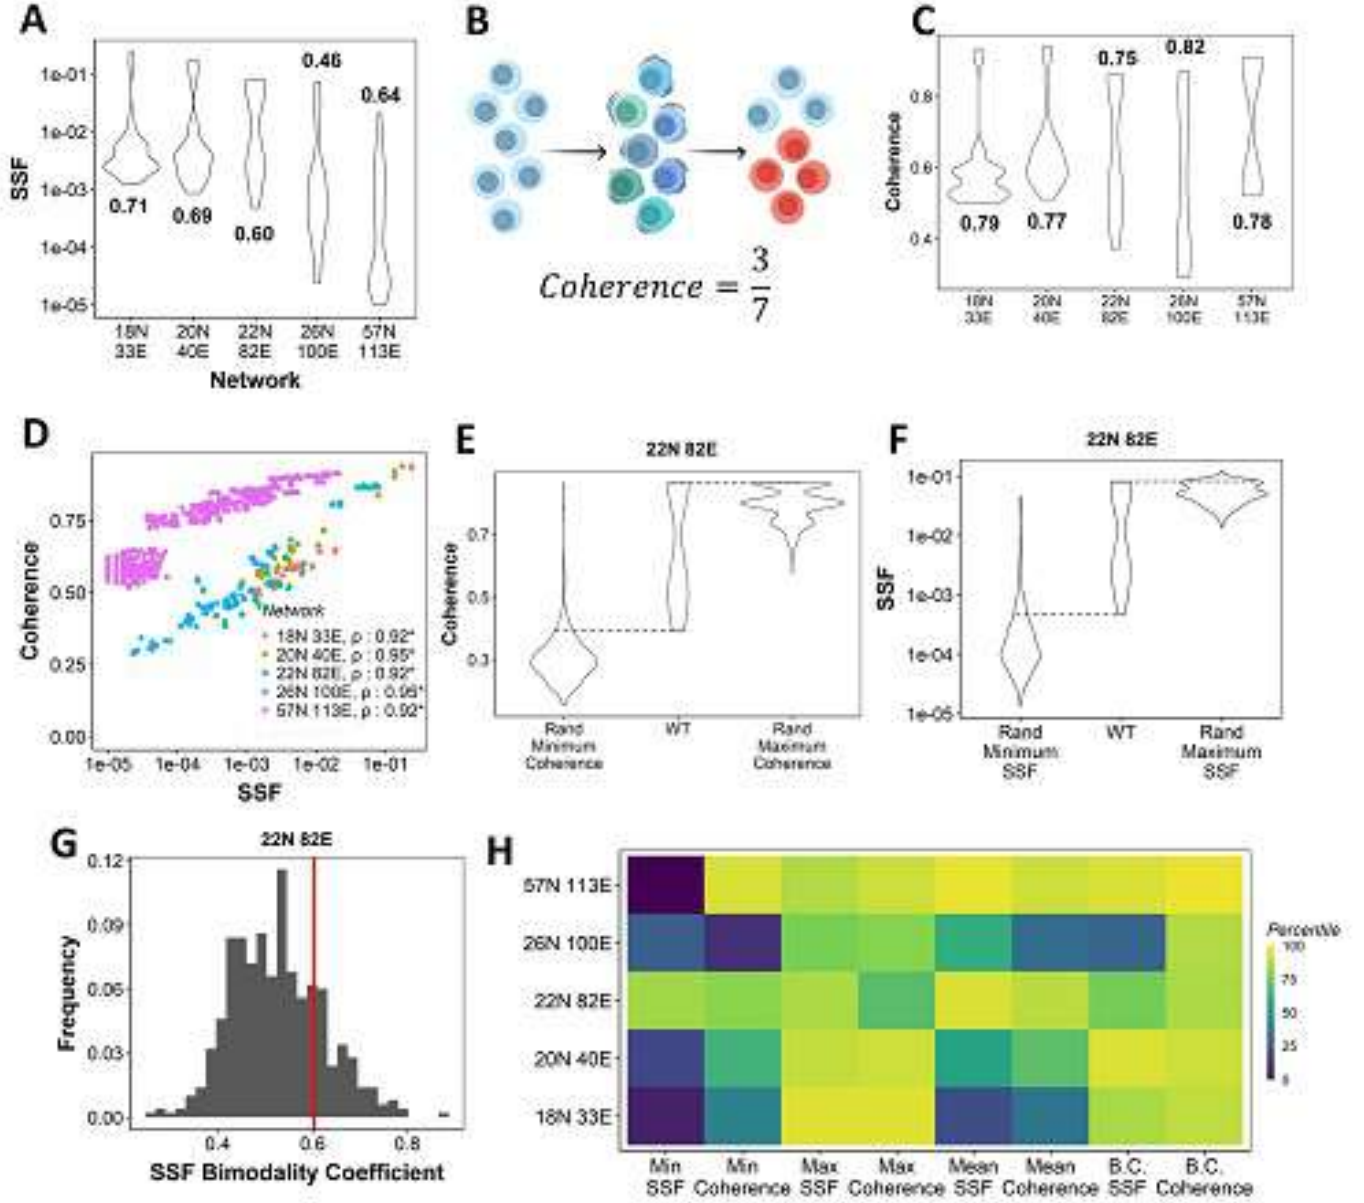 A
SSF
1e-01
1e-02
1e-03
1e-04
1e-05
0.71
0.69
0.60
0.46
0.64
18N
33E
20N
40E
22N
82E
26N
100E
57N
113E
Network
B
Coherence = 3/7
C
Coherence
0.8
0.6
0.4
0.79
0.77
0.75
0.82
0.78
18N
33E
20N
40E
22N
82E
26N
100E
57N
113E
D
Coherence
0.75
0.50
0.25
0.00
Network
18N 33E, ρ : 0.92*
20N 40E, ρ : 0.95*
22N 82E, ρ : 0.92*
26N 100E, ρ : 0.95*
57N 113E, ρ : 0.92*
1e-05 1e-04 1e-03 1e-02 1e-01
SSF
E
22N 82E
Coherence
0.7
0.5
0.3
Rand
Minimum
Coherence
WT
Rand
Maximum
Coherence
F
22N 82E
SSF
1e-01
1e-02
1e-03
1e-04
1e-05
Rand
Minimum
SSF
WT
Rand
Maximum
SSF
G
22N 82E
Frequency
0.12
0.09
0.06
0.03
0.00
0.4 0.6 0.8
SSF Bimodality Coefficient
H
57N 113E
26N 100E
22N 82E
20N 40E
18N 33E
Min
SSF
Min
Coherence
Max
SSF
Max
Coherence
Mean
SSF
Mean
Coherence
B.C.
SSF
B.C.
Coherence
Percentile
100
75
50
25
0